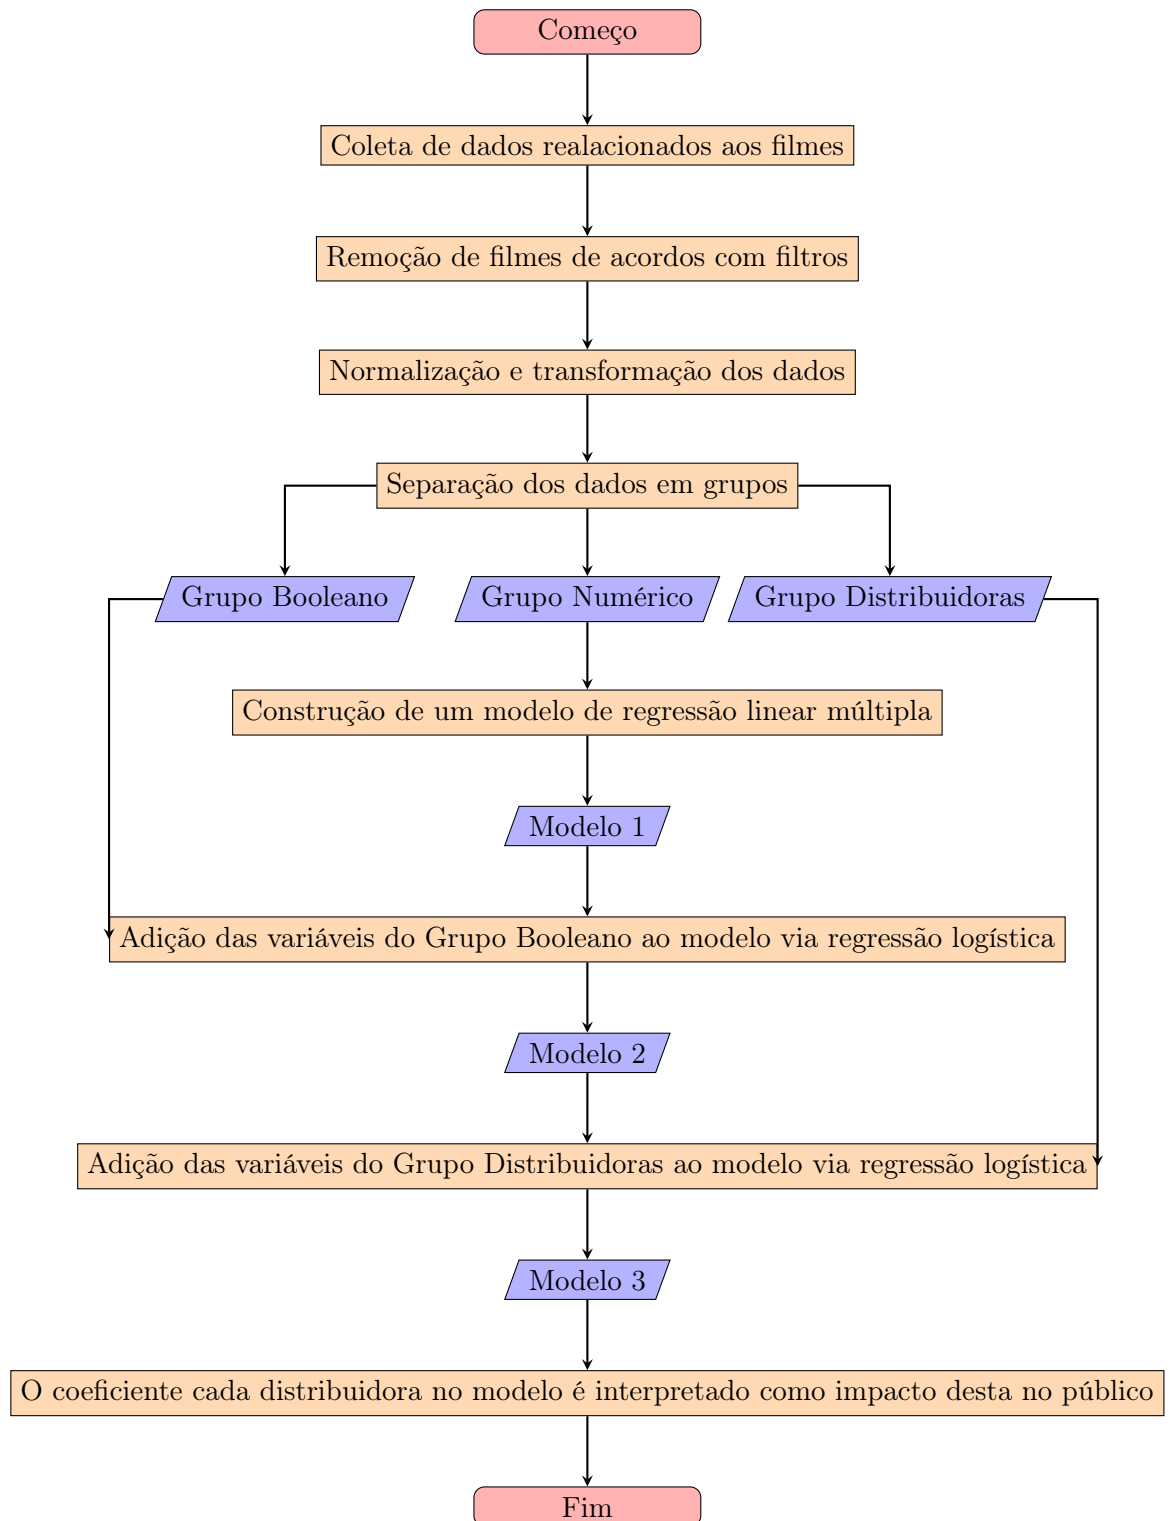 Começo
Coleta de dados realacionados aos filmes
Remoção de filmes de acordos com filtros
Normalização e transformação dos dados
Separação dos dados em grupos
Grupo Booleano
Grupo Numérico
Grupo Distribuidoras
Construção de um modelo de regressão linear múltipla
Modelo 1
Adição das variáveis do Grupo Booleano ao modelo via regressão logística
Modelo 2
Adição das variáveis do Grupo Distribuidoras ao modelo via regressão logística
Modelo 3
O coeficiente cada distribuidora no modelo é interpretado como impacto desta no público
Fim